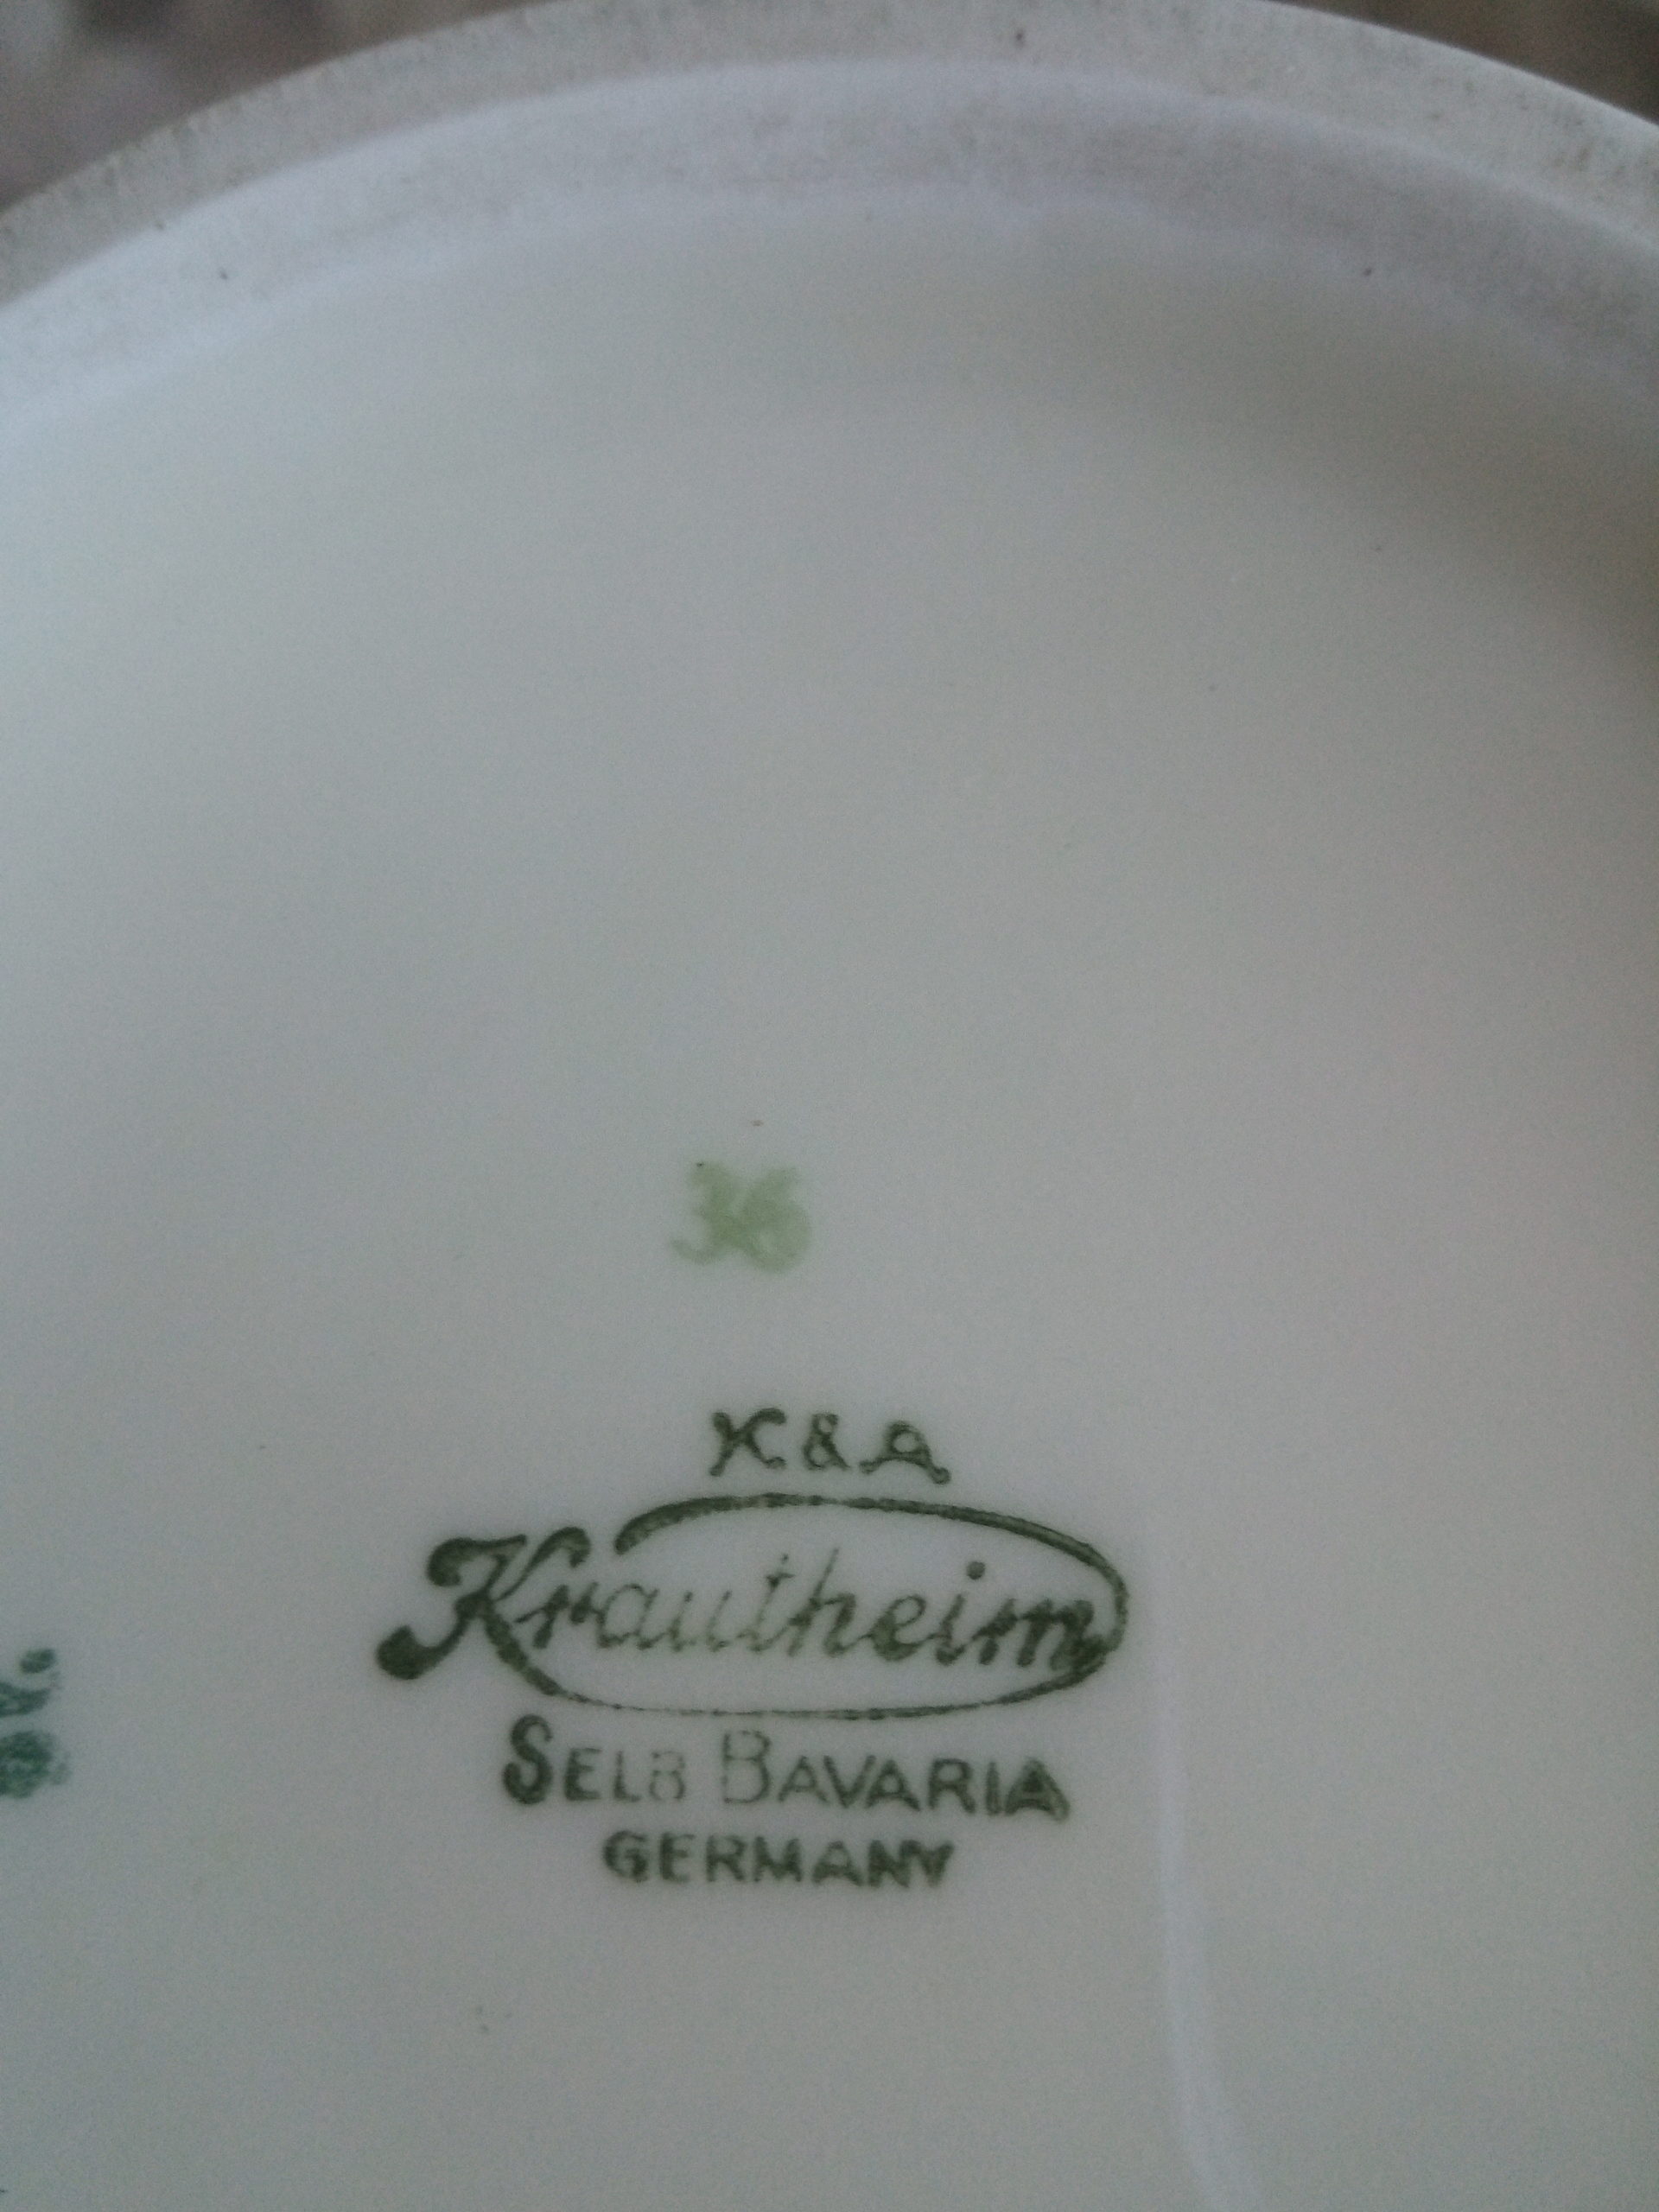 36
K & A
Krautheim
SELB BAVARIA
GERMANY